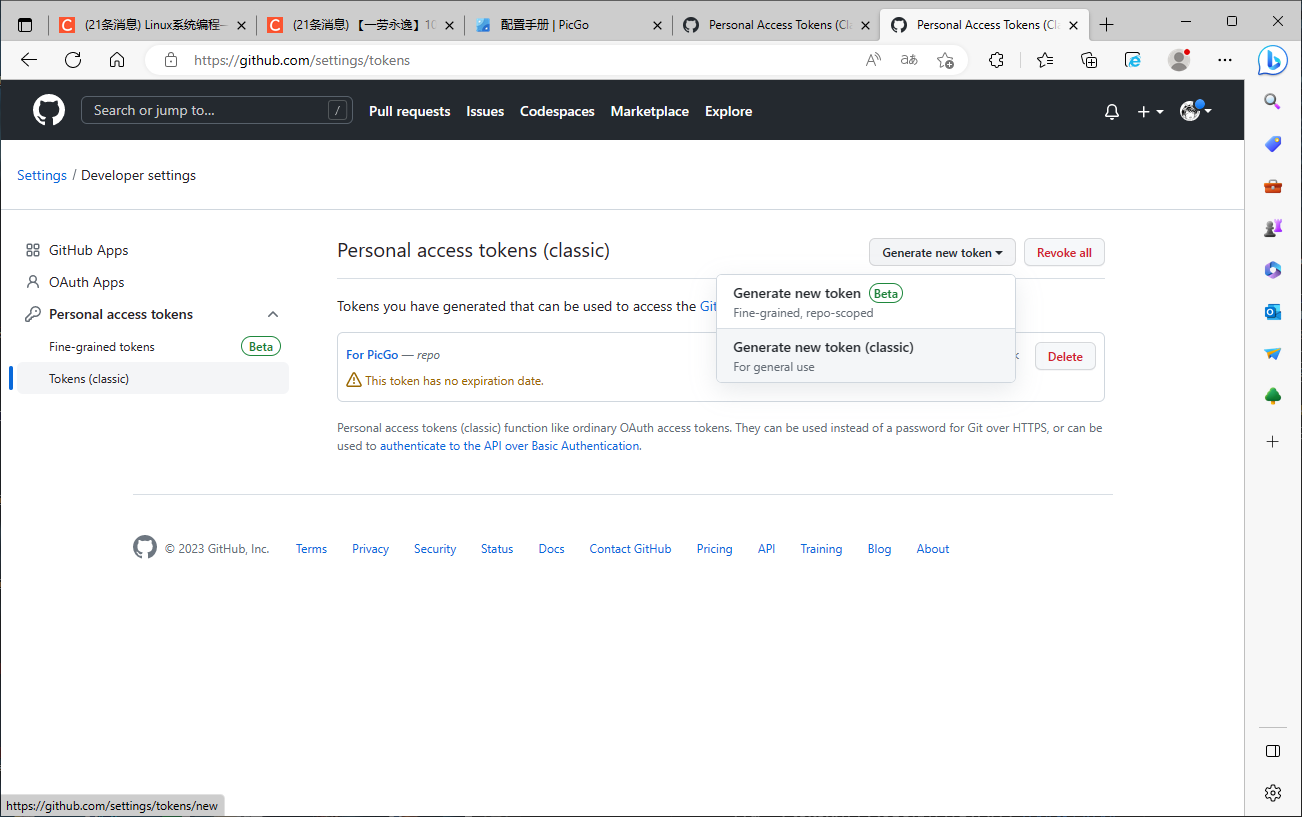 (21条消息) Linux系统编程—
(21条消息) 【一劳永逸】
配置手册 | PicGo
Personal Access Tokens (Cl
Personal Access Tokens (Cl
https://github.com/settings/tokens
Search or jump to...
/
Pull requests
Issues
Codespaces
Marketplace
Explore
Settings / Developer settings
GitHub Apps
OAuth Apps
Personal access tokens
Fine-grained tokens
Beta
Tokens (classic)
Personal access tokens (classic)
Generate new token
Revoke all
Generate new token Beta
Fine-grained, repo-scoped
Generate new token (classic)
For general use
Tokens you have generated that can be used to access the Git
For PicGo — repo
Delete
This token has no expiration date.
Personal access tokens (classic) function like ordinary OAuth access tokens. They can be used instead of a password for Git over HTTPS, or can be
used to authenticate to the API over Basic Authentication.
© 2023 GitHub, Inc.
Terms
Privacy
Security
Status
Docs
Contact GitHub
Pricing
API
Training
Blog
About
https://github.com/settings/tokens/new